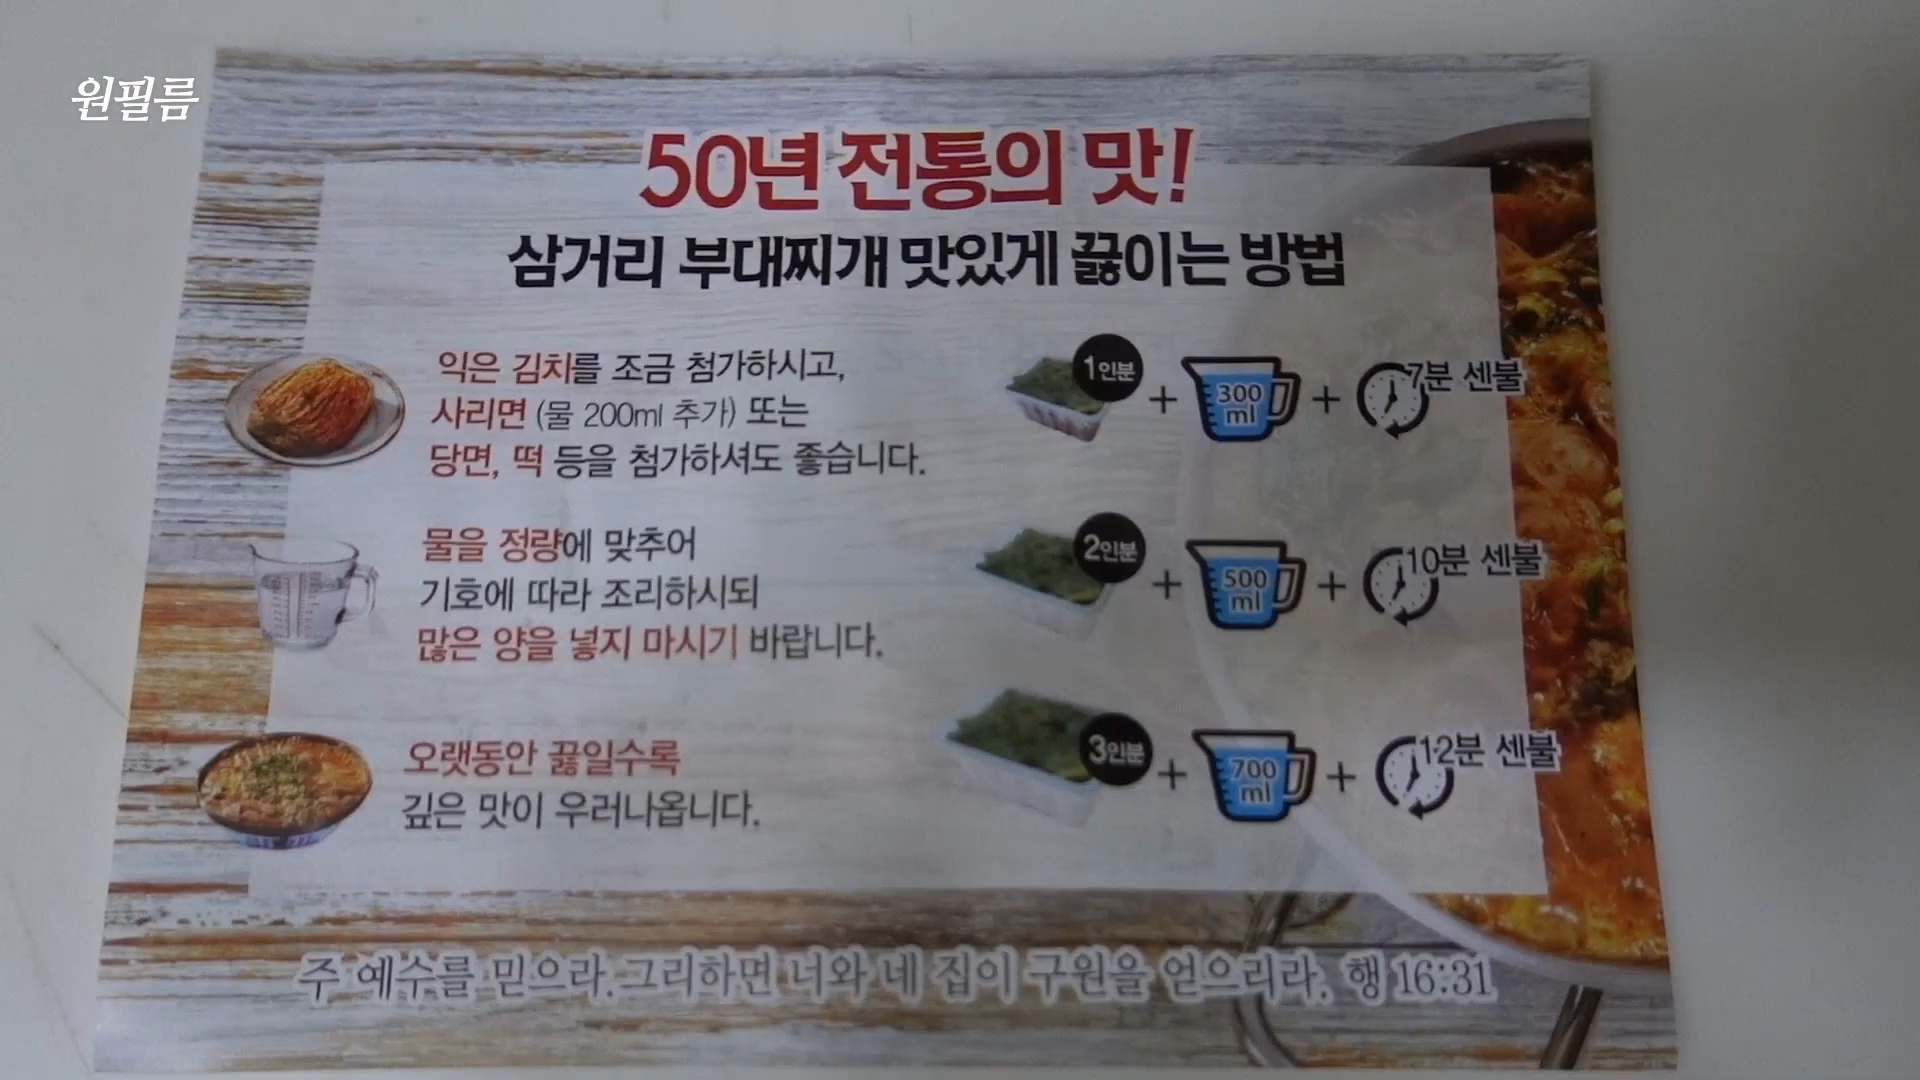 원필름
50년 전통의 맛!
삼거리 부대찌개 맛있게 끓이는 방법
익은 김치를 조금 첨가하시고,
사리면 (물 200ml 추가) 또는
당면, 떡 등을 첨가하셔도 좋습니다.
1인분 + 300 ml + 7분 센불
물을 정량에 맞추어
기호에 따라 조리하시되
많은 양을 넣지 마시기 바랍니다.
2인분 + 500 ml + 10분 센불
오랫동안 끓일수록
깊은 맛이 우러나옵니다.
3인분 + 700 ml + 12분 센불
주 예수를 믿으라.그리하면 너와 네 집이 구원을 얻으리라. 행 16:31